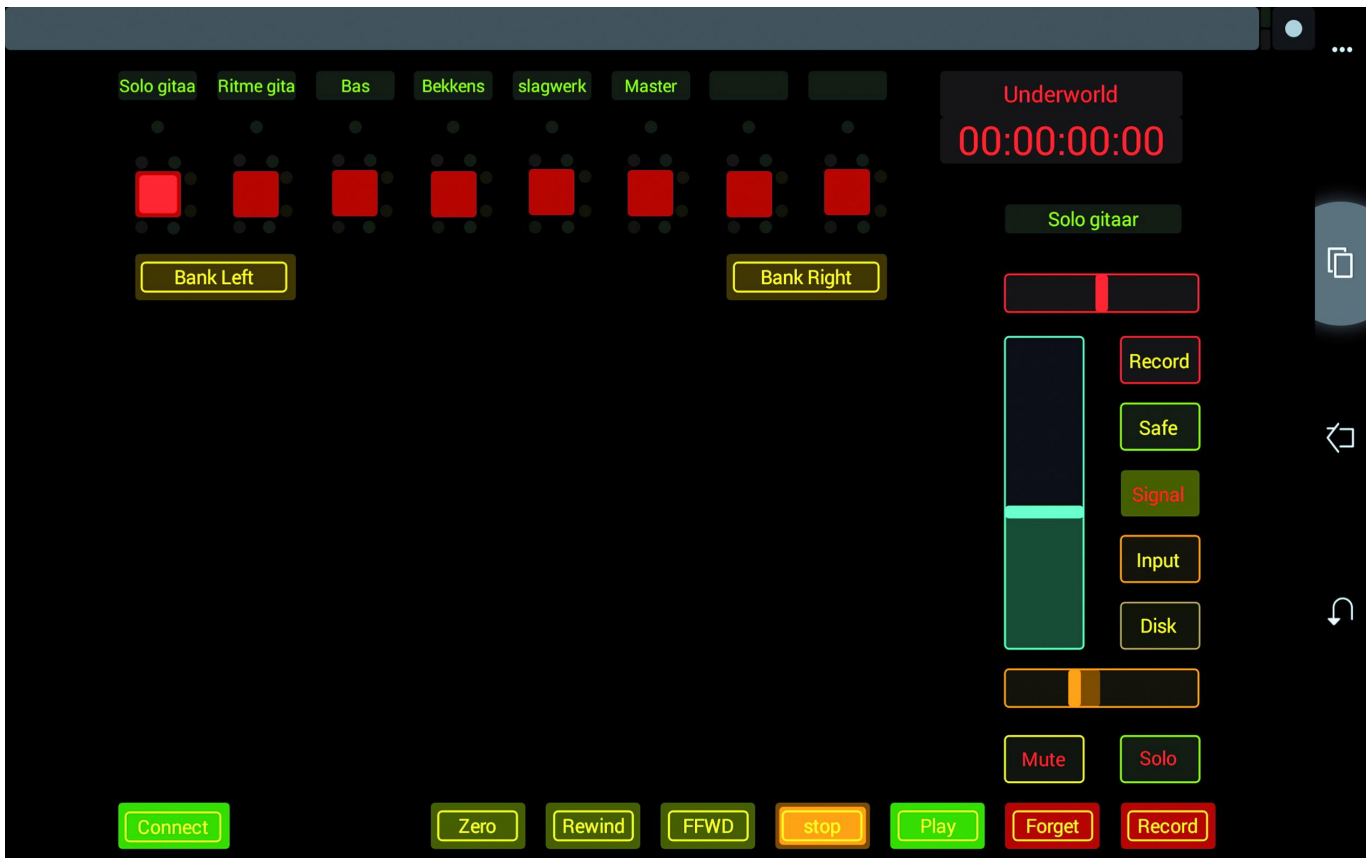 Solo gitaa Ritme gita Bas Bekkens slagwerk Master
Underworld
00:00:00:00
Solo gitaar
Bank Left Bank Right
Record
Safe
Signal
Input
Disk
Mute Solo
Connect Zero Rewind FFWD stop Play Forget Record